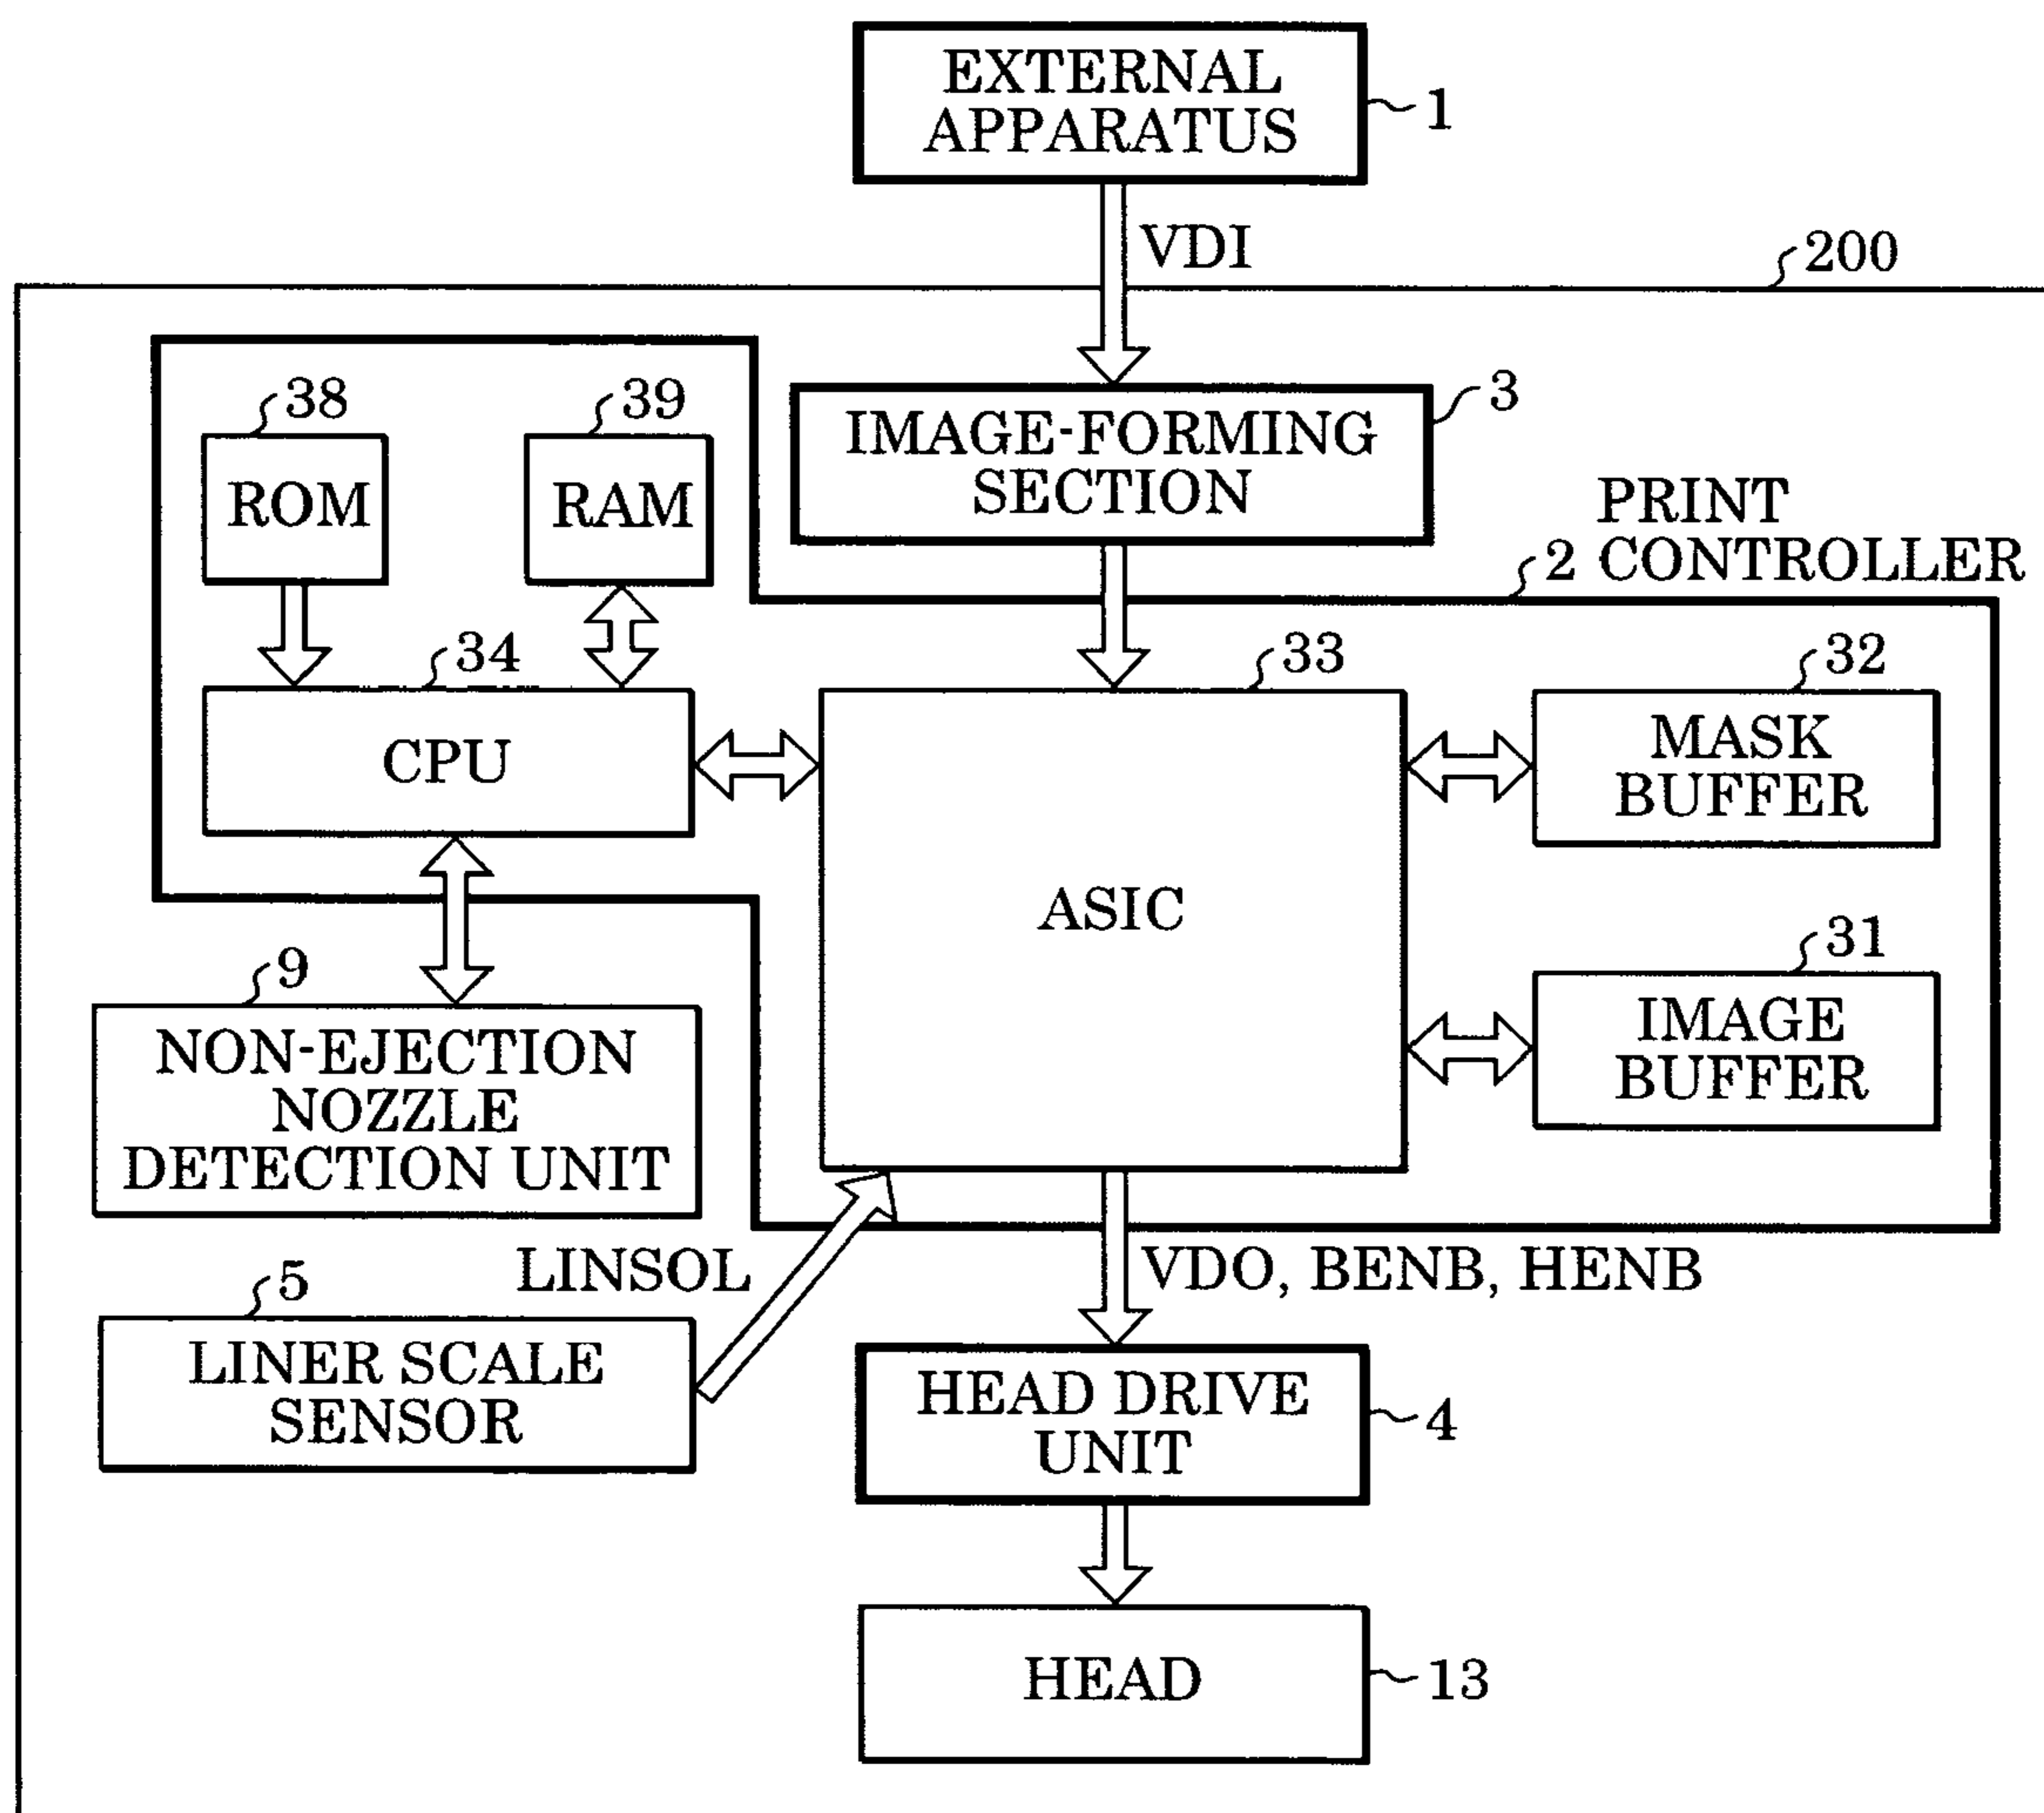 EXTERNAL
APPARATUS
1
VDI
200
38
39
3
ROM
RAM
IMAGE-FORMING
SECTION
PRINT
2 CONTROLLER
34
33
32
CPU
ASIC
MASK
BUFFER
31
IMAGE
BUFFER
9
NON-EJECTION
NOZZLE
DETECTION UNIT
LINSOL
VDO, BENB, HENB
5
LINER SCALE
SENSOR
HEAD DRIVE
UNIT
4
HEAD
13